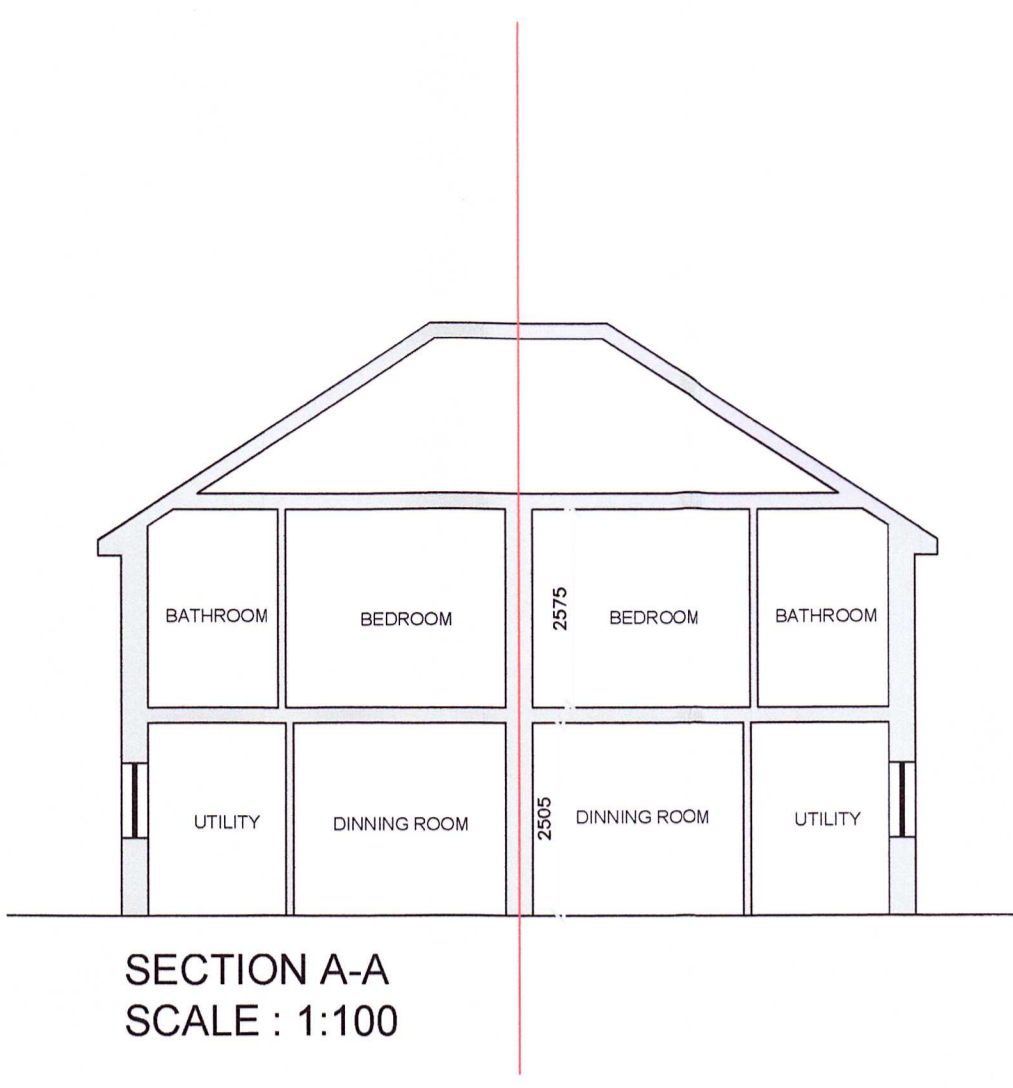 BATHROOM
BEDROOM
2575
BEDROOM
BATHROOM
UTILITY
DINNING ROOM
2505
DINNING ROOM
UTILITY
SECTION A-A
SCALE : 1:100